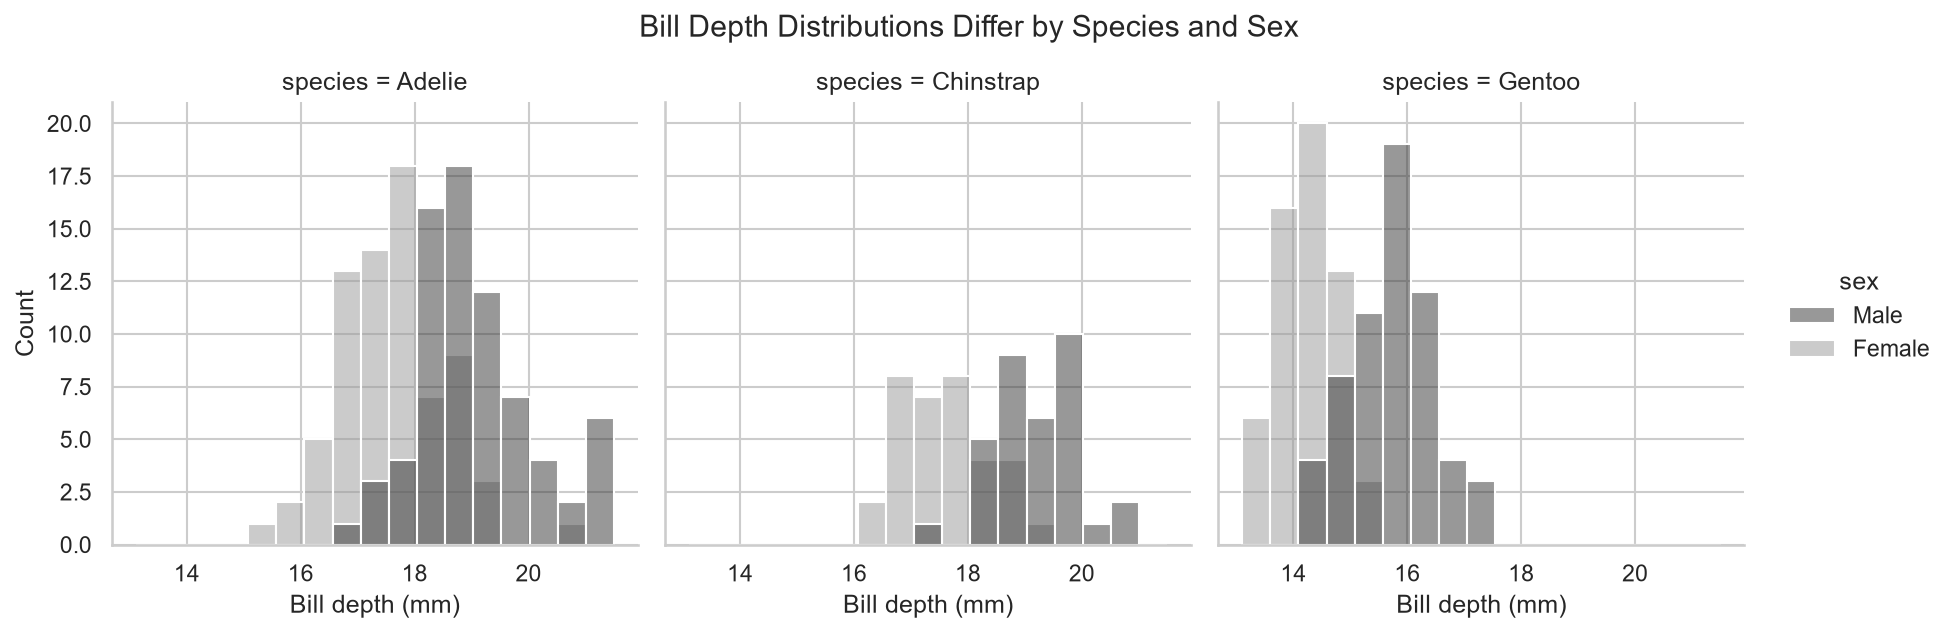 Bill Depth Distributions Differ by Species and Sex
species = Adelie
species = Chinstrap
species = Gentoo
Count
20.0
17.5
15.0
12.5
10.0
7.5
5.0
2.5
0.0
14 16 18 20
14 16 18 20
14 16 18 20
Bill depth (mm)
Bill depth (mm)
Bill depth (mm)
sex
Male
Female